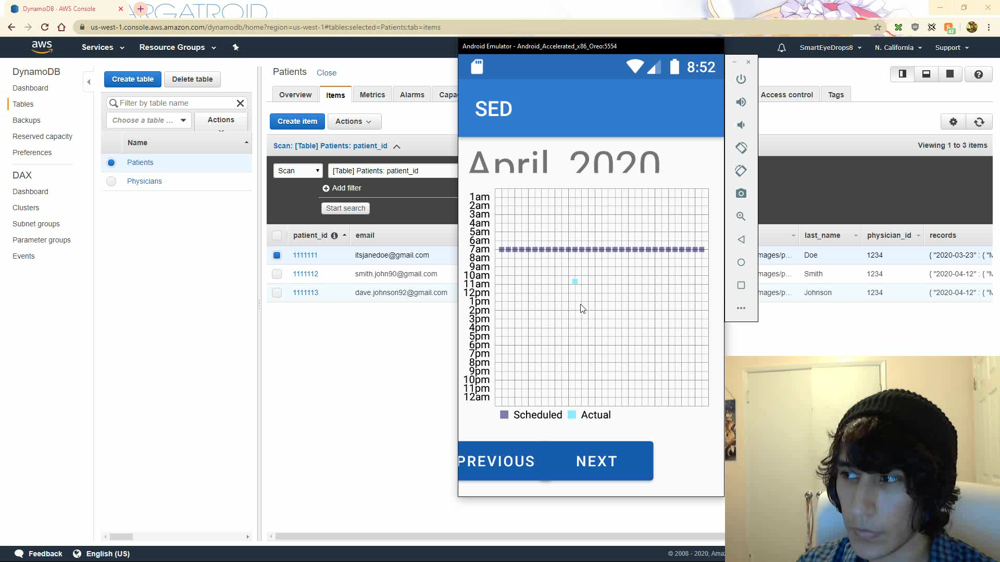 DynamoDB · AWS Console
ARGATROID
us-west-1.console.aws.amazon.com/dynamodb/home?region=us-west-1#tables:selected=Patients;tab=items
47
aws
Services
Resource Groups
SmartEyeDrops8
N. California
Support
Android Emulator - Android_Accelerated_x86_Oreo:5554
8:52
SED
April 2020
1am
2am
3am
4am
5am
6am
7am
8am
9am
10am
11am
12pm
1pm
2pm
3pm
4pm
5pm
6pm
7pm
8pm
9pm
10pm
11pm
12am
Scheduled
Actual
PREVIOUS
NEXT
DynamoDB
Dashboard
Tables
Backups
Reserved capacity
Preferences
DAX
Dashboard
Clusters
Subnet groups
Parameter groups
Events
Create table
Delete table
Filter by table name
Choose a table ...
Actions
Name
Patients
Physicians
Patients
Close
Overview
Items
Metrics
Alarms
Capa
Access control
Tags
Create item
Actions
Scan: [Table] Patients: patient_id
Viewing 1 to 3 items
Scan
[Table] Patients: patient_id
Add filter
Start search
patient_id
email
last_name
physician_id
records
1111111
itsjanedoe@gmail.com
mages/p...
Doe
1234
{ "2020-03-23" : { "M
1111112
smith.john90@gmail.com
mages/p...
Smith
1234
{ "2020-04-12" : { "M
1111113
dave.johnson92@gmail.com
mages/p...
Johnson
1234
{ "2020-04-12" : { "M
Feedback
English (US)
© 2008 - 2020, Amaz